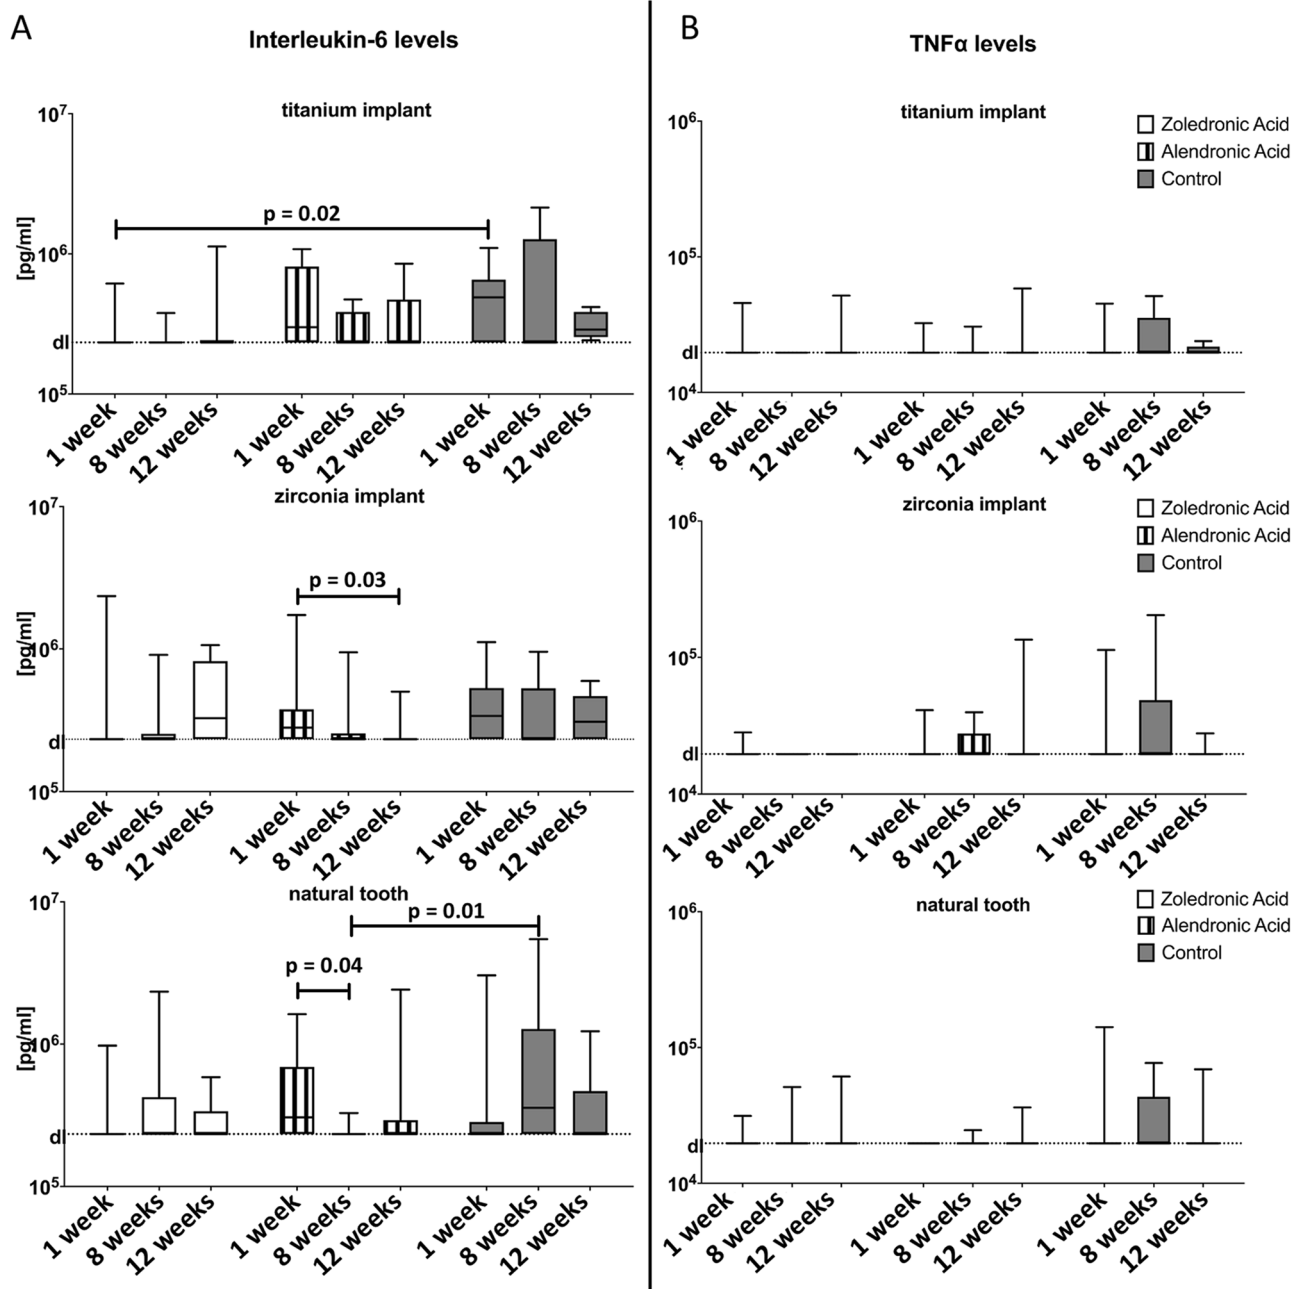 A
Interleukin-6 levels
titanium implant
10⁷
p = 0.02
[pg/ml]
10⁶
dl
10⁵
1 week
8 weeks
12 weeks
1 week
8 weeks
12 weeks
1 week
8 weeks
12 weeks
zirconia implant
10⁷
p = 0.03
[pg/ml]
10⁶
dl
10⁵
1 week
8 weeks
12 weeks
1 week
8 weeks
12 weeks
1 week
8 weeks
12 weeks
natural tooth
10⁷
p = 0.01
p = 0.04
[pg/ml]
10⁶
dl
10⁵
1 week
8 weeks
12 weeks
1 week
8 weeks
12 weeks
1 week
8 weeks
12 weeks
B
TNFα levels
titanium implant
10⁶
Zoledronic Acid
Alendronic Acid
Control
10⁵
dl
10⁴
1 week
8 weeks
12 weeks
1 week
8 weeks
12 weeks
1 week
8 weeks
12 weeks
zirconia implant
10⁶
Zoledronic Acid
Alendronic Acid
Control
10⁵
dl
10⁴
1 week
8 weeks
12 weeks
1 week
8 weeks
12 weeks
1 week
8 weeks
12 weeks
natural tooth
10⁶
Zoledronic Acid
Alendronic Acid
Control
10⁵
dl
10⁴
1 week
8 weeks
12 weeks
1 week
8 weeks
12 weeks
1 week
8 weeks
12 weeks